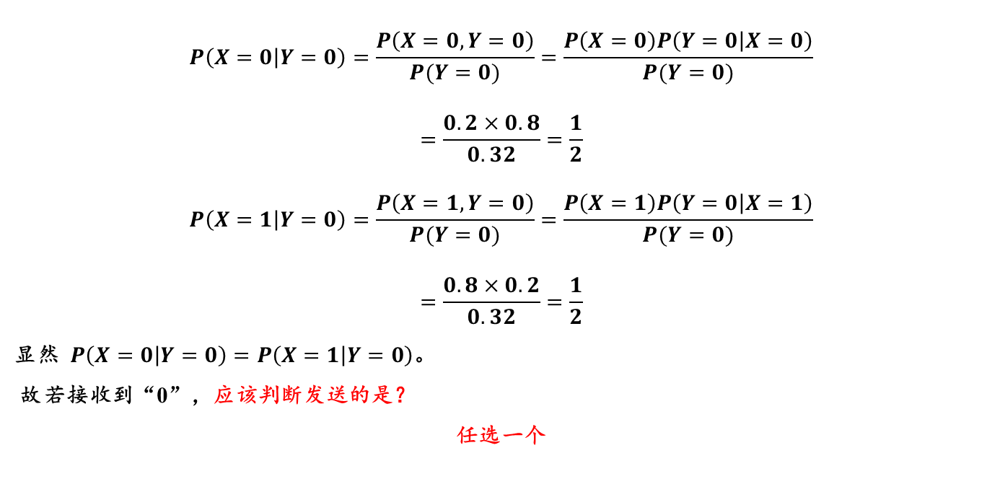 P(X = 0|Y = 0) = P(X = 0, Y = 0) / P(Y = 0) = P(X = 0)P(Y = 0|X = 0) / P(Y = 0)
= 0.2 × 0.8 / 0.32 = 1 / 2
P(X = 1|Y = 0) = P(X = 1, Y = 0) / P(Y = 0) = P(X = 1)P(Y = 0|X = 1) / P(Y = 0)
= 0.8 × 0.2 / 0.32 = 1 / 2
显然 P(X = 0|Y = 0) = P(X = 1|Y = 0)。
故若接收到“0”，应该判断发送的是？
任选一个